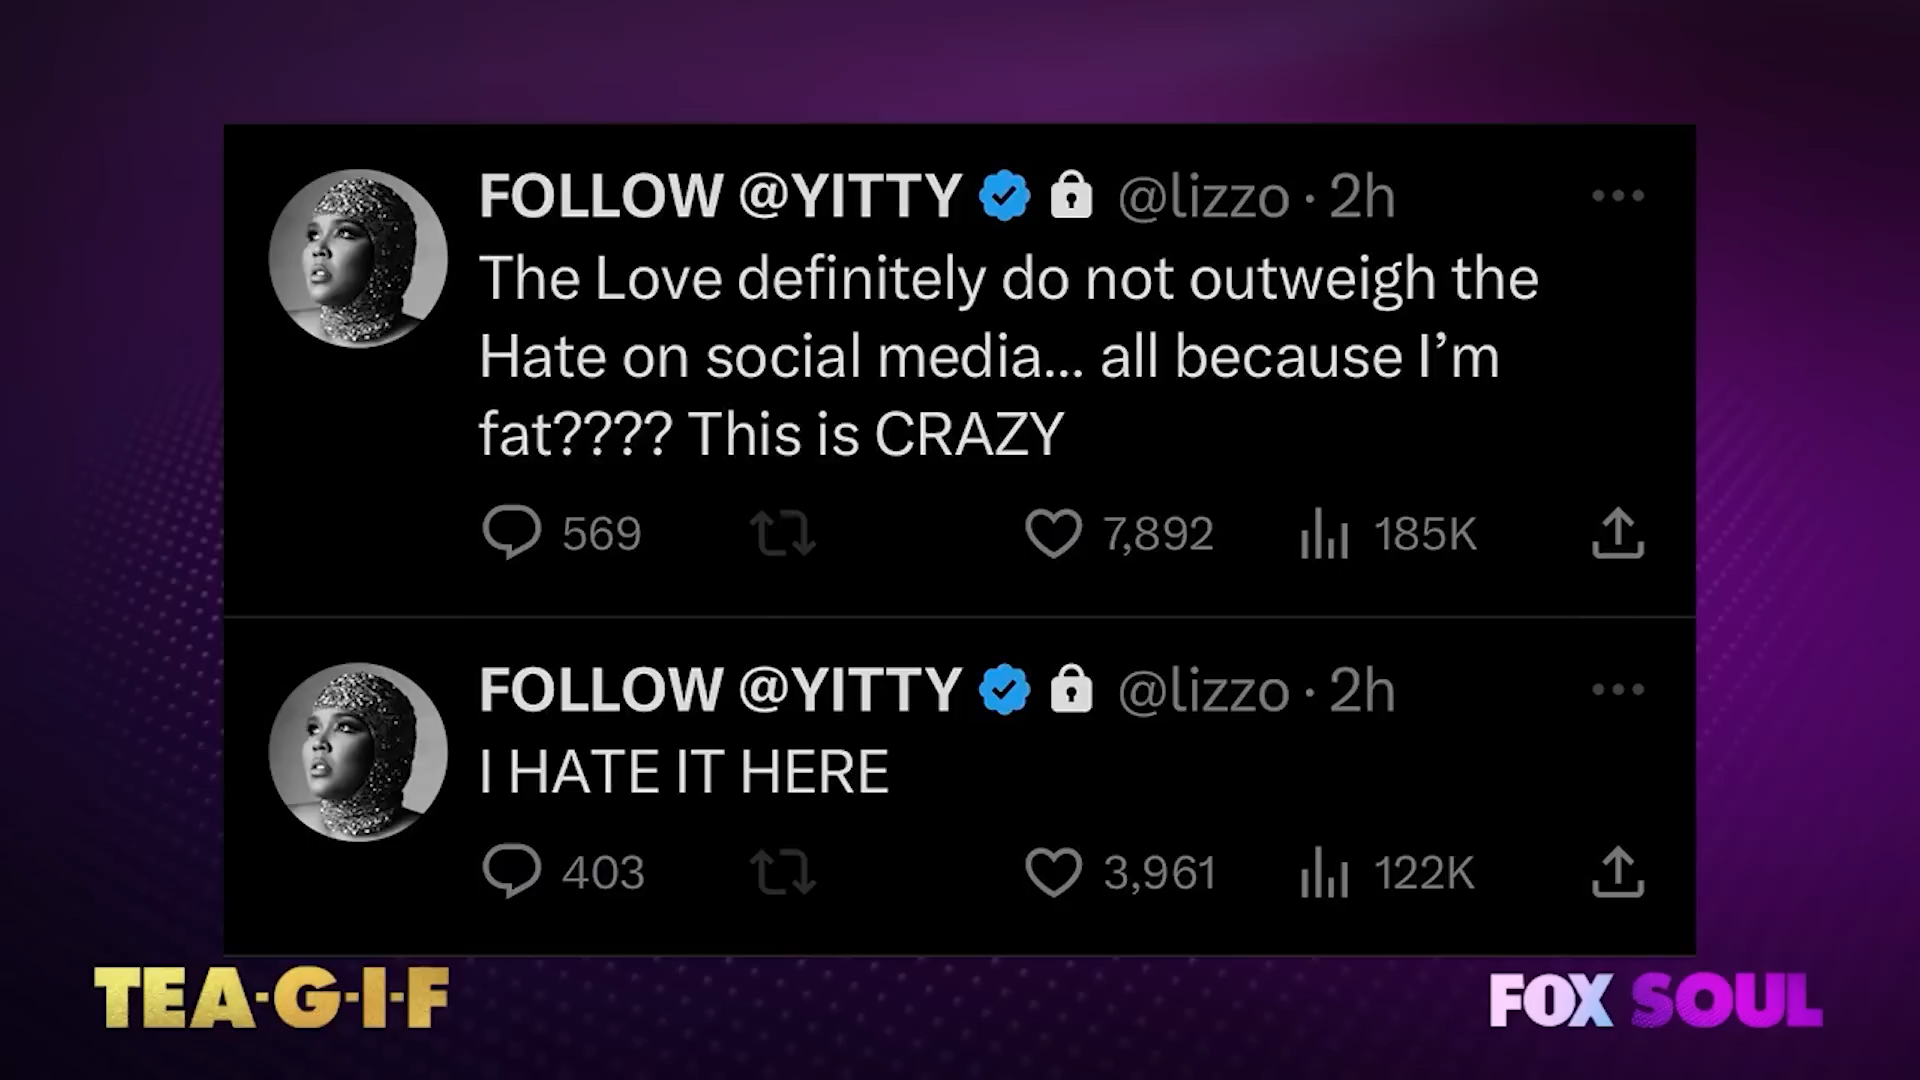 FOLLOW @YITTY @lizzo · 2h
The Love definitely do not outweigh the
Hate on social media... all because I’m
fat???? This is CRAZY
569 7,892 185K
FOLLOW @YITTY @lizzo · 2h
I HATE IT HERE
403 3,961 122K
TEA-G-I-F FOX SOUL